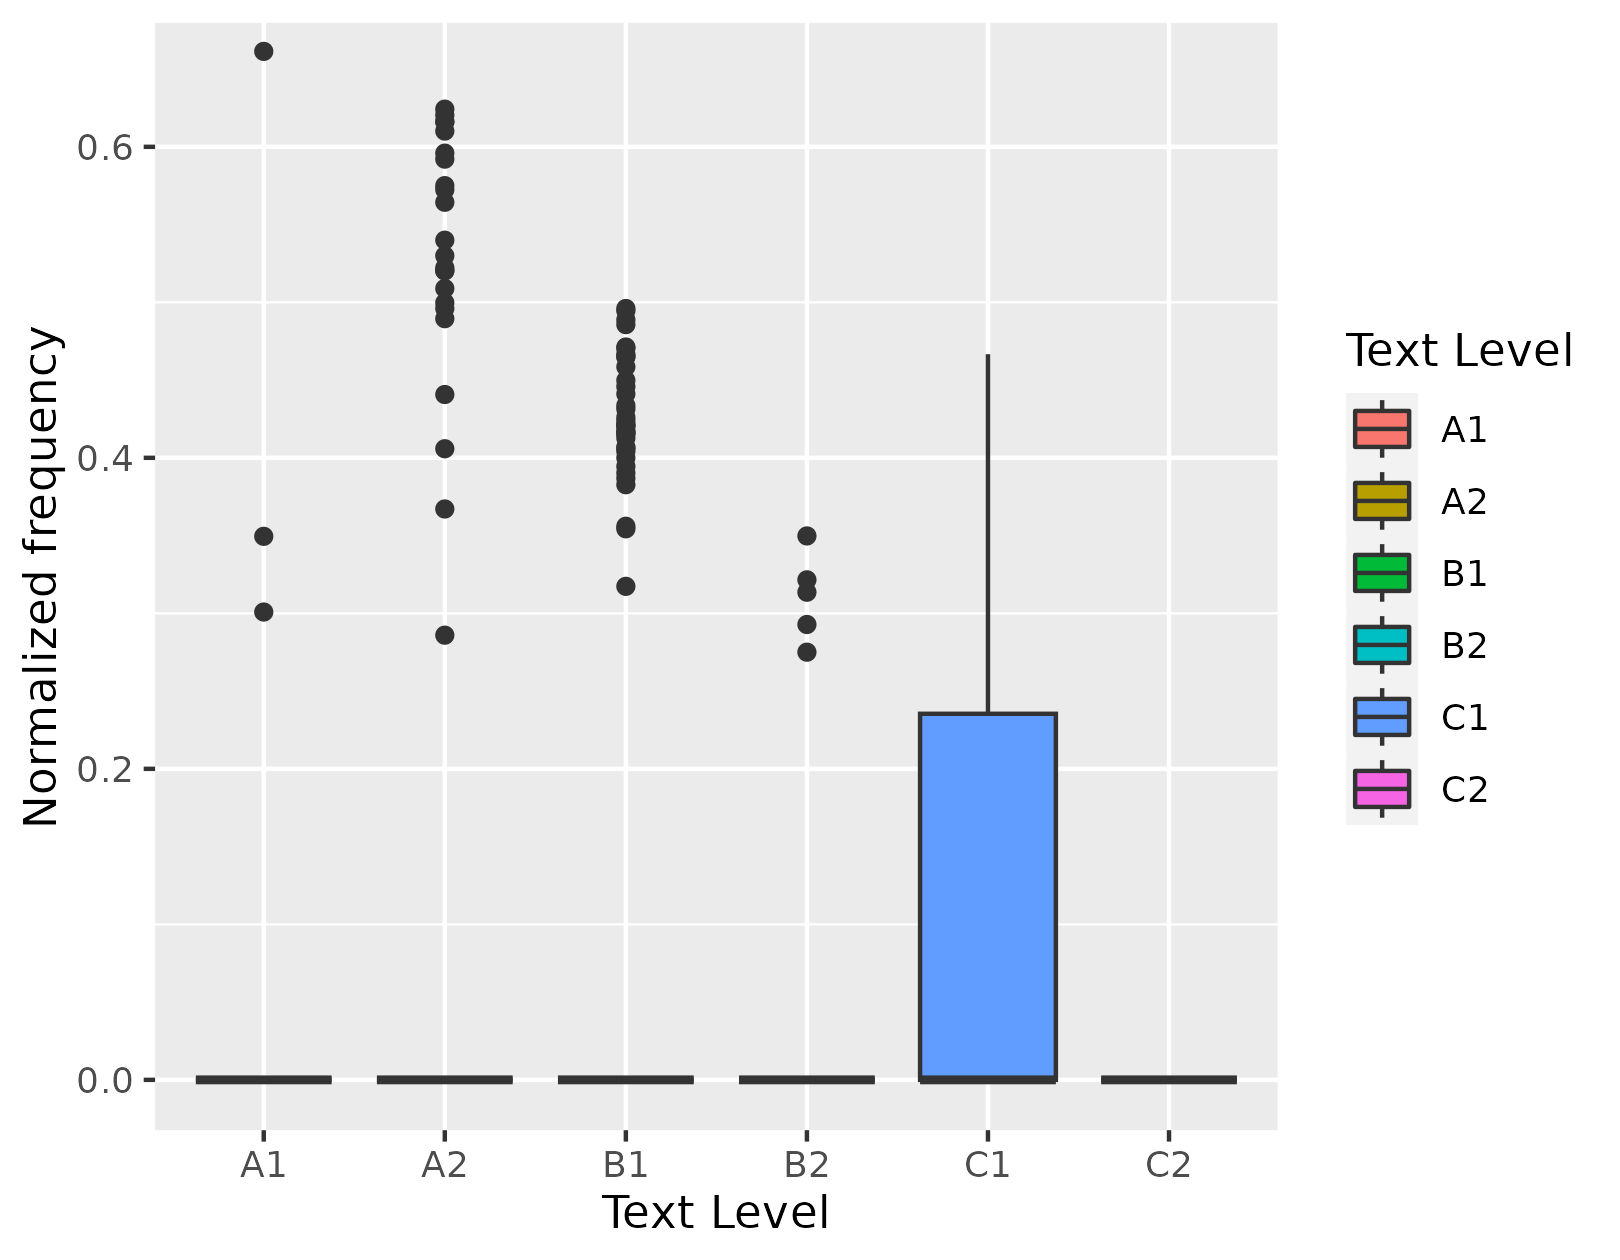 0.6
0.4
0.2
0.0
Normalized frequency
A1 A2 B1 B2 C1 C2
Text Level
Text Level
A1
A2
B1
B2
C1
C2